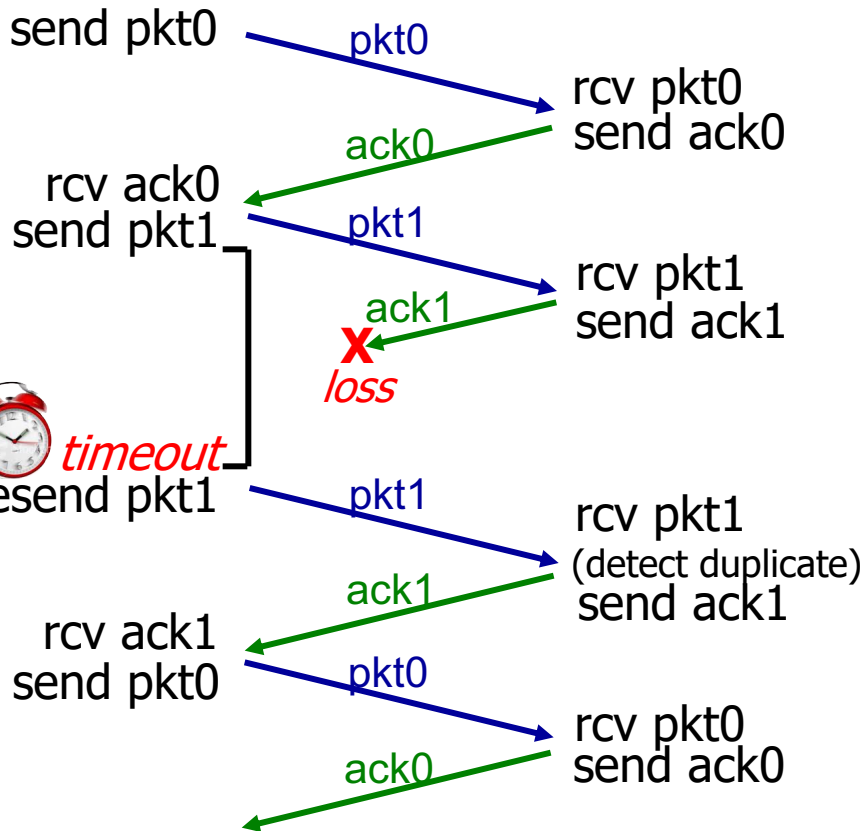 send pkt0
pkt0
rcv pkt0
send ack0
ack0
rcv ack0
send pkt1
pkt1
rcv pkt1
send ack1
ack1
X
loss
timeout
esend pkt1
pkt1
rcv pkt1
(detect duplicate)
send ack1
ack1
rcv ack1
send pkt0
pkt0
rcv pkt0
send ack0
ack0